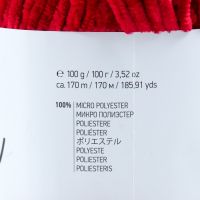 ℮ 100 g / 100 г / 3,52 oz
ca. 170 m / 170 м / 185,91 yds
100% MICRO POLYESTER
МИКРО ПОЛИЭСТЕР
POLIESTERE
POLIÉSTER
ポリエステル
POLYESTE
POLIESTER
POLIESTERIS